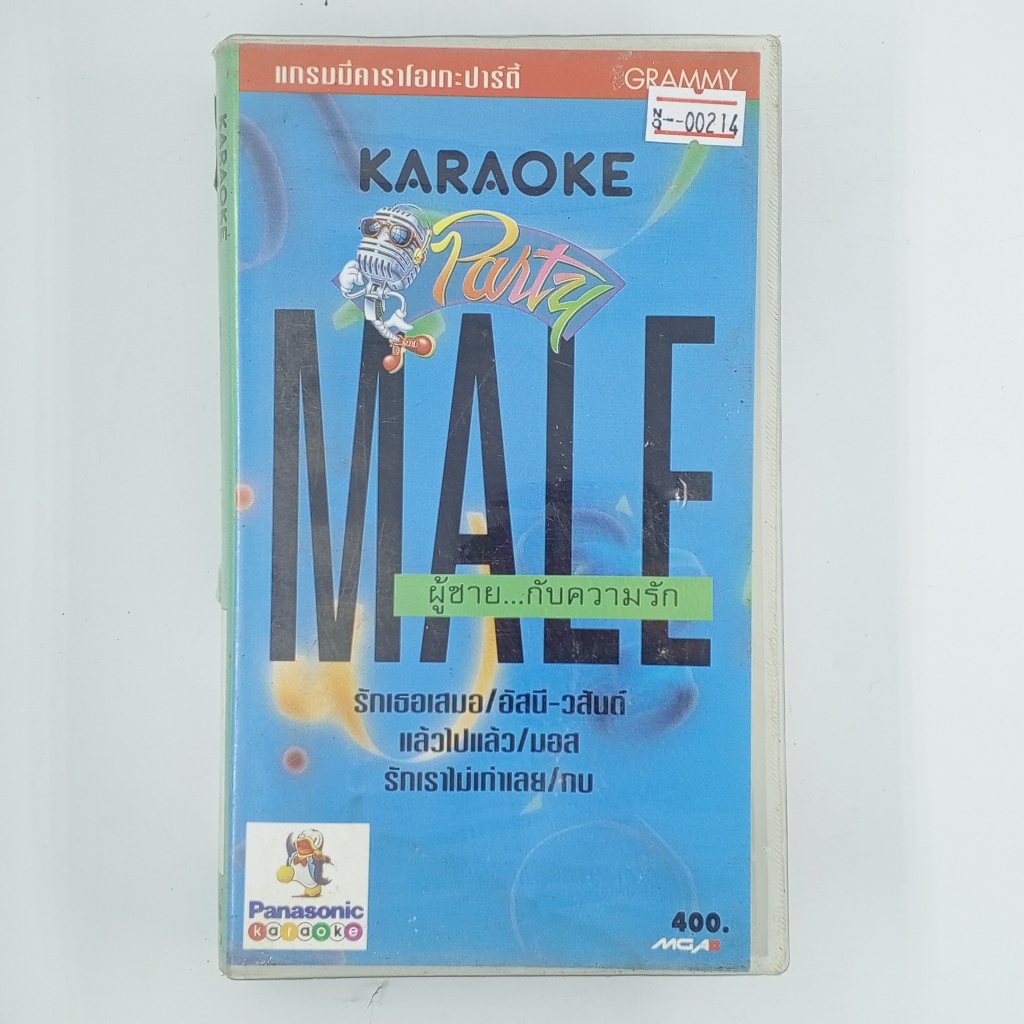 แกรมมี่คาราโอเกะปาร์ตี้ GRAMMY
No -00214
KARAOKE
KARAOKE
Party
MALE
ผู้ชาย...กับความรัก
รักเธอเสมอ/อัสนี-วสันต์
แล้วไปแล้ว/มอส
รักเราไม่เก่าเลย/กบ
Panasonic
karaoke
400.
MGA